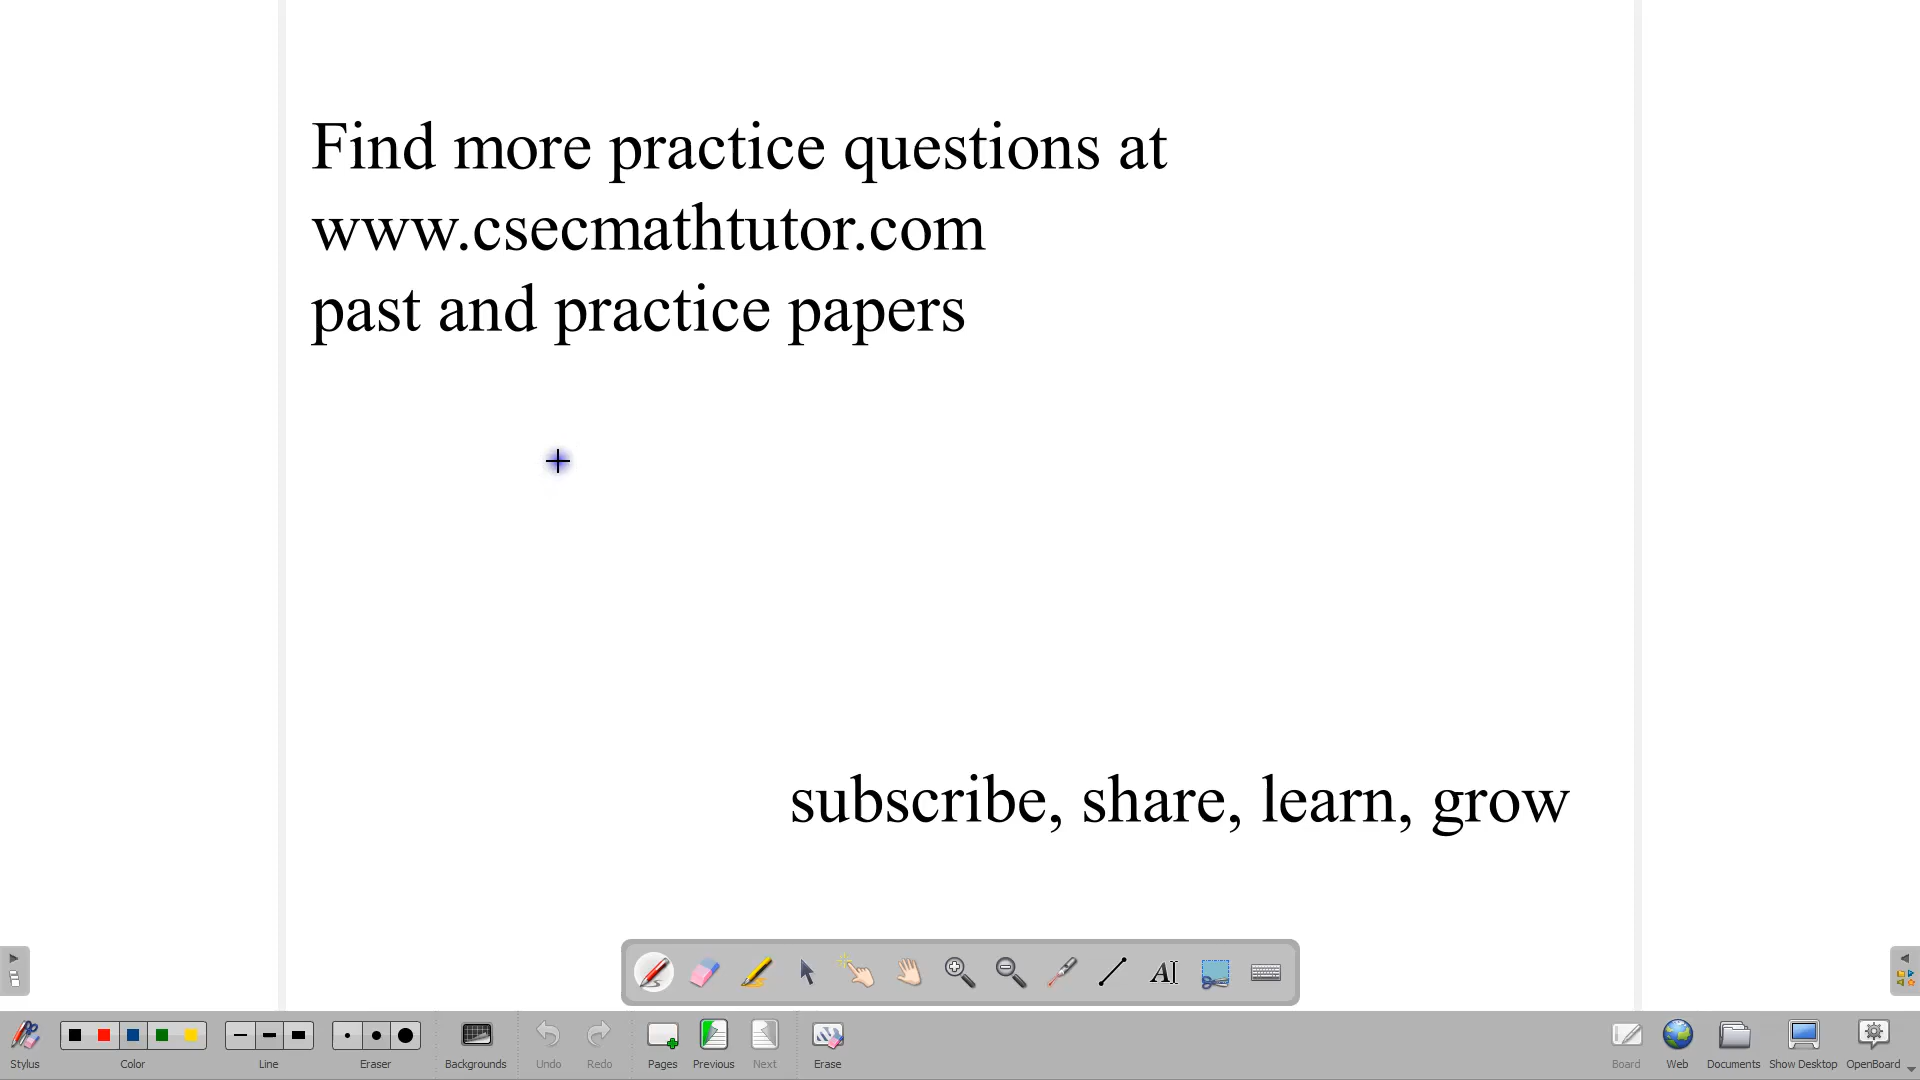 Find more practice questions at
www.csecmathtutor.com
past and practice papers
subscribe, share, learn, grow
Stylus
Color
Line
Eraser
Backgrounds
Undo
Redo
Pages
Previous
Next
Erase
Board
Web
Documents
Show Desktop
OpenBoard